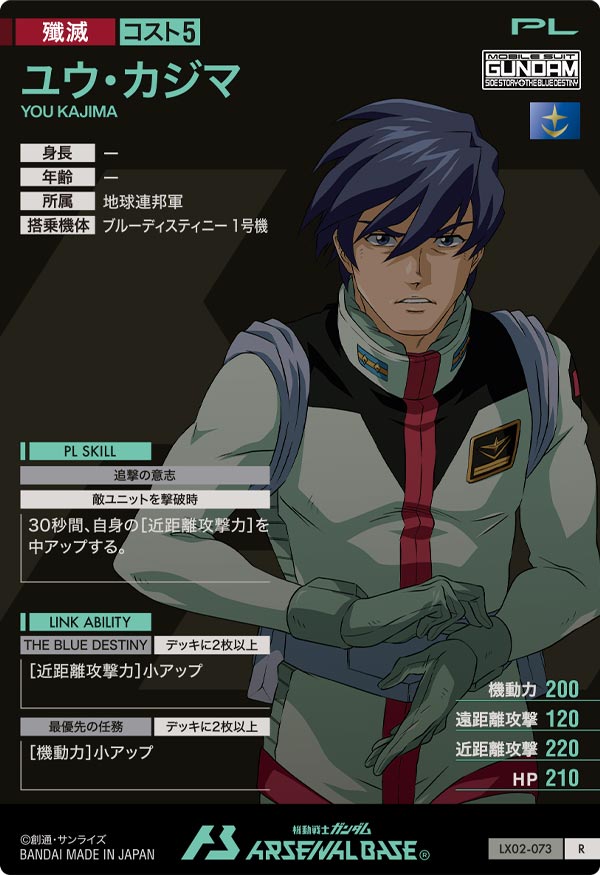 殲滅 コスト5
PL
ユウ・カジマ
YOU KAJIMA
MOBILE SUIT
GUNDAM
SIDE STORY THE BLUE DESTINY
身長 ー
年齢 ー
所属 地球連邦軍
搭乗機体 ブルーディスティニー 1号機
PL SKILL
追撃の意志
敵ユニットを撃破時
30秒間、自身の[近距離攻撃力]を
中アップする。
LINK ABILITY
THE BLUE DESTINY デッキに2枚以上
[近距離攻撃力]小アップ
最優先の任務 デッキに2枚以上
[機動力]小アップ
機動力 200
遠距離攻撃 120
近距離攻撃 220
HP 210
©創通・サンライズ
BANDAI MADE IN JAPAN
機動戦士ガンダム
ARSENAL BASE®
LX02-073 R